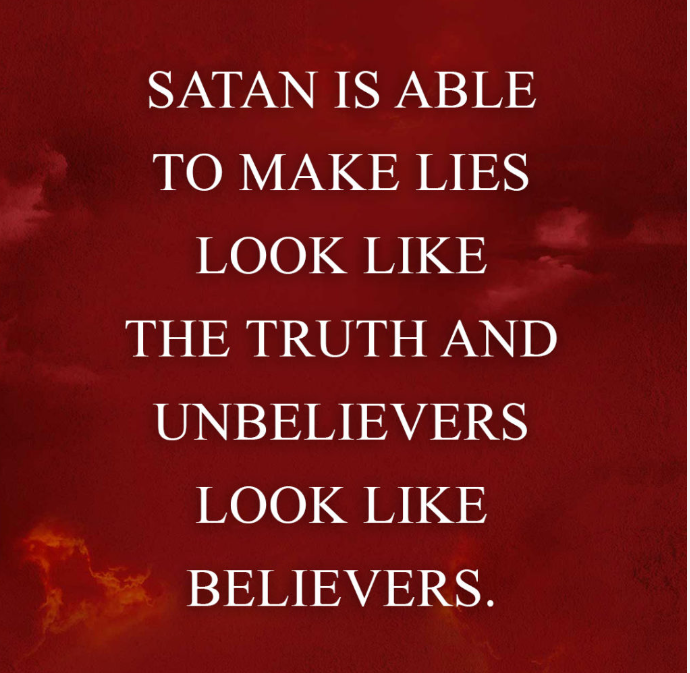 SATAN IS ABLE
TO MAKE LIES
LOOK LIKE
THE TRUTH AND
UNBELIEVERS
LOOK LIKE
BELIEVERS.